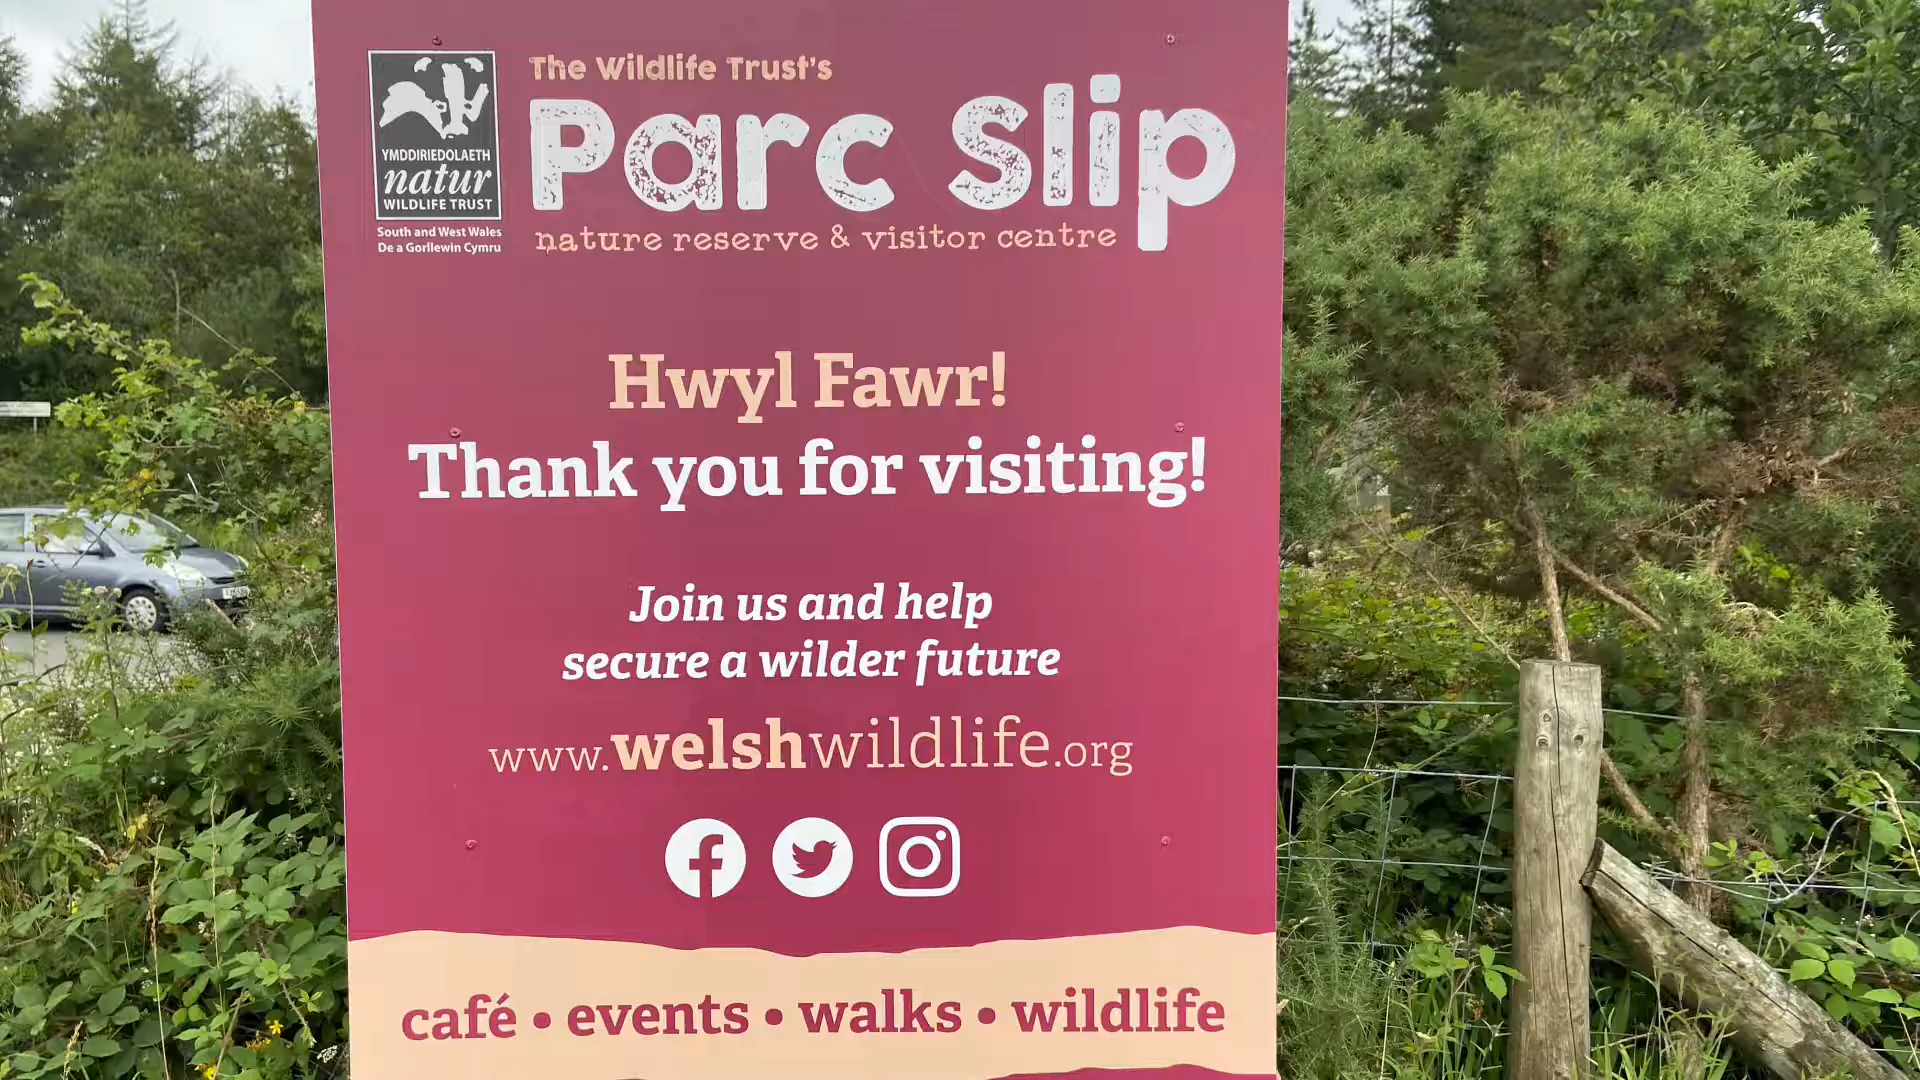 YMDDIRIEDOLAETH
natur
WILDLIFE TRUST
South and West Wales
De a Gorllewin Cymru
The Wildlife Trust's
Parc Slip
nature reserve & visitor centre
Hwyl Fawr!
Thank you for visiting!
Join us and help
secure a wilder future
www.welshwildlife.org
café • events • walks • wildlife